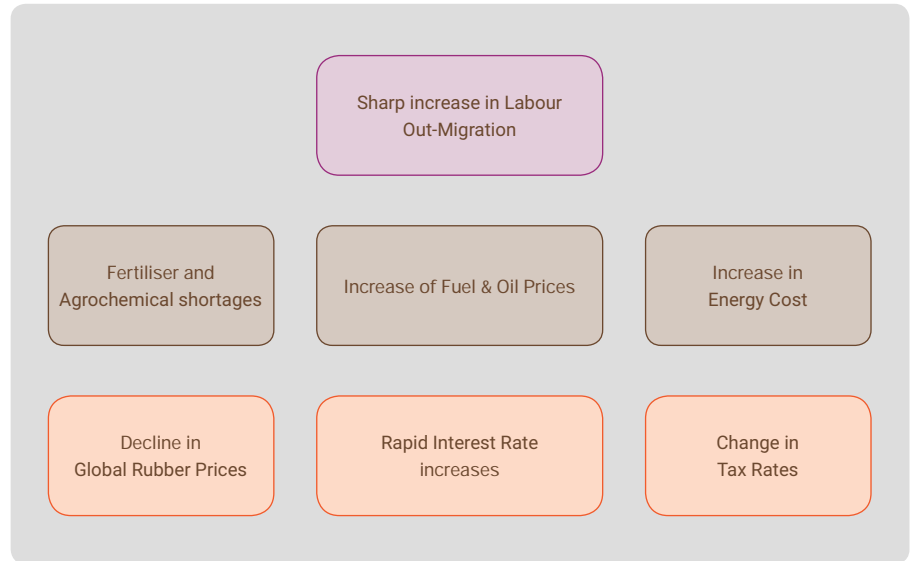 Sharp increase in Labour
Out-Migration
Fertiliser and
Agrochemical shortages
Increase of Fuel & Oil Prices
Increase in
Energy Cost
Decline in
Global Rubber Prices
Rapid Interest Rate
increases
Change in
Tax Rates